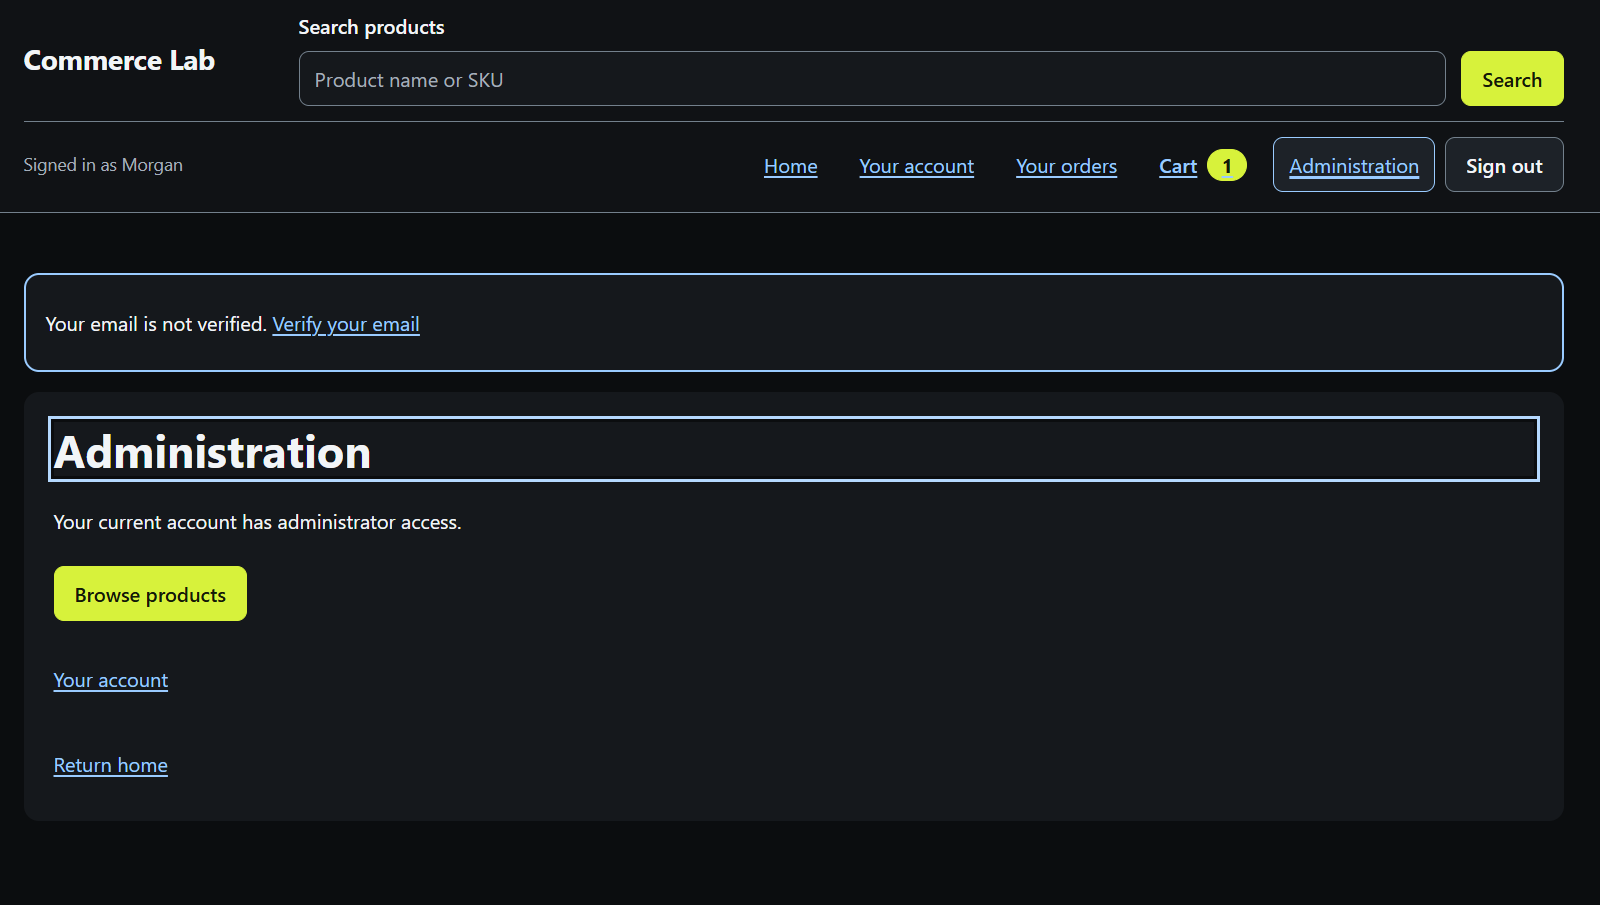 Commerce Lab
Search products
Product name or SKU
Search
Signed in as Morgan
Home
Your account
Your orders
Cart 1
Administration
Sign out
Your email is not verified. Verify your email
Administration
Your current account has administrator access.
Browse products
Your account
Return home